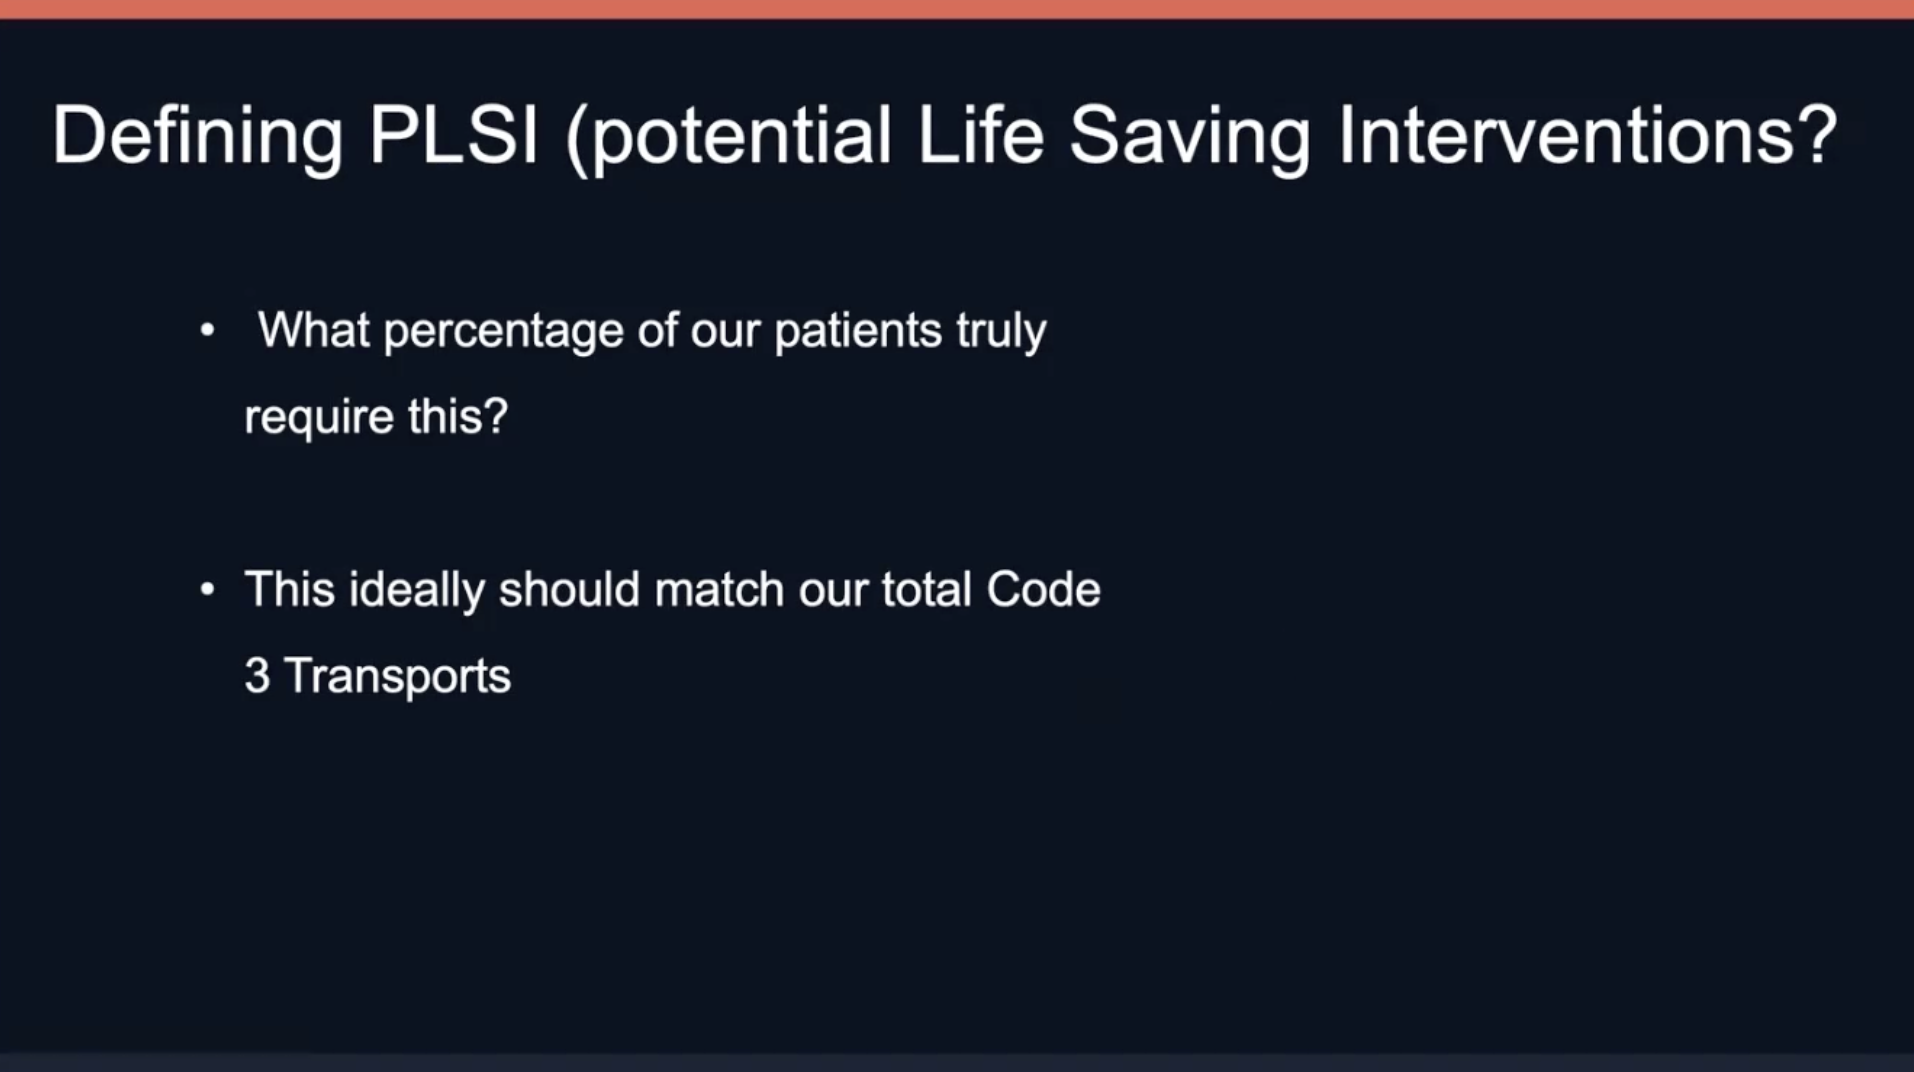 Defining PLSI (potential Life Saving Interventions?
• What percentage of our patients truly
require this?
• This ideally should match our total Code
3 Transports